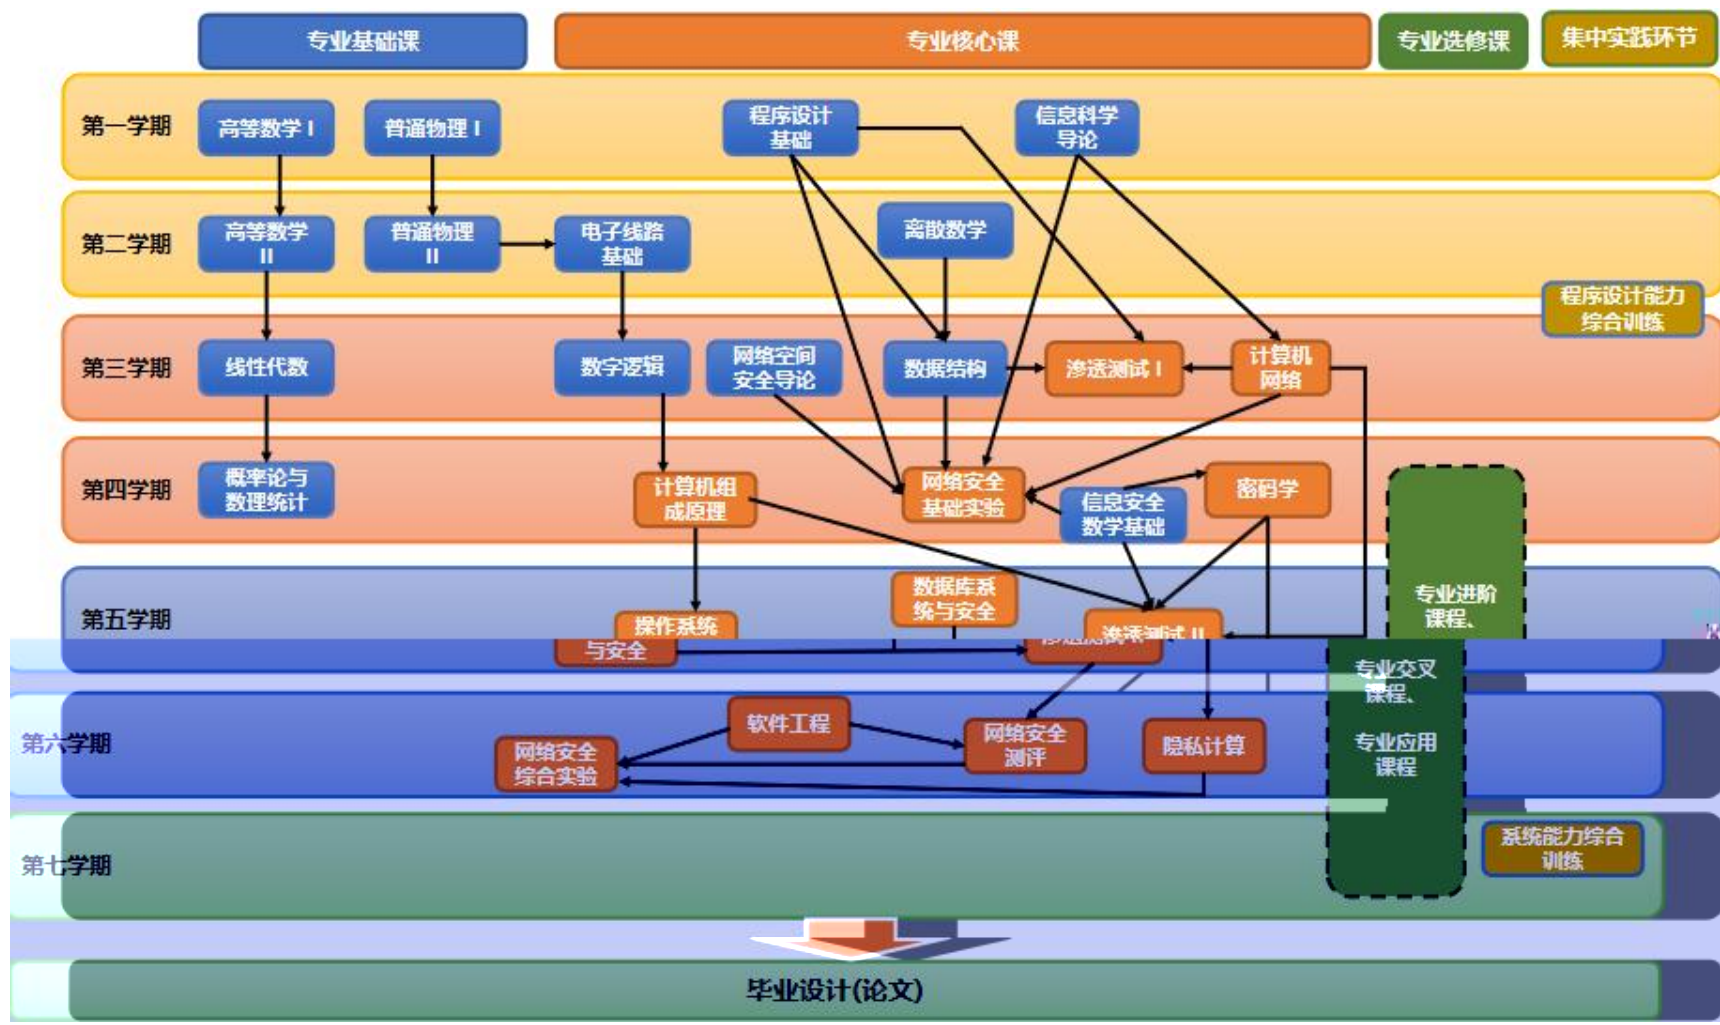 专业基础课
专业核心课
专业选修课
集中实践环节
第一学期
高等数学 I
普通物理 I
程序设计
基础
信息科学
导论
第二学期
高等数学
II
普通物理
II
电子线路
基础
离散数学
程序设计能力
综合训练
第三学期
线性代数
数字逻辑
网络空间
安全导论
数据结构
渗透测试 I
计算机
网络
第四学期
概率论与
数理统计
计算机组
成原理
网络安全
基础实验
信息安全
数学基础
密码学
第五学期
操作系统
与安全
数据库系
统与安全
渗透测试 II
专业进阶
课程、
专业交叉
课程、
专业应用
课程
第六学期
网络安全
综合实验
软件工程
网络安全
测评
隐私计算
第七学期
系统能力综合
训练
毕业设计(论文)